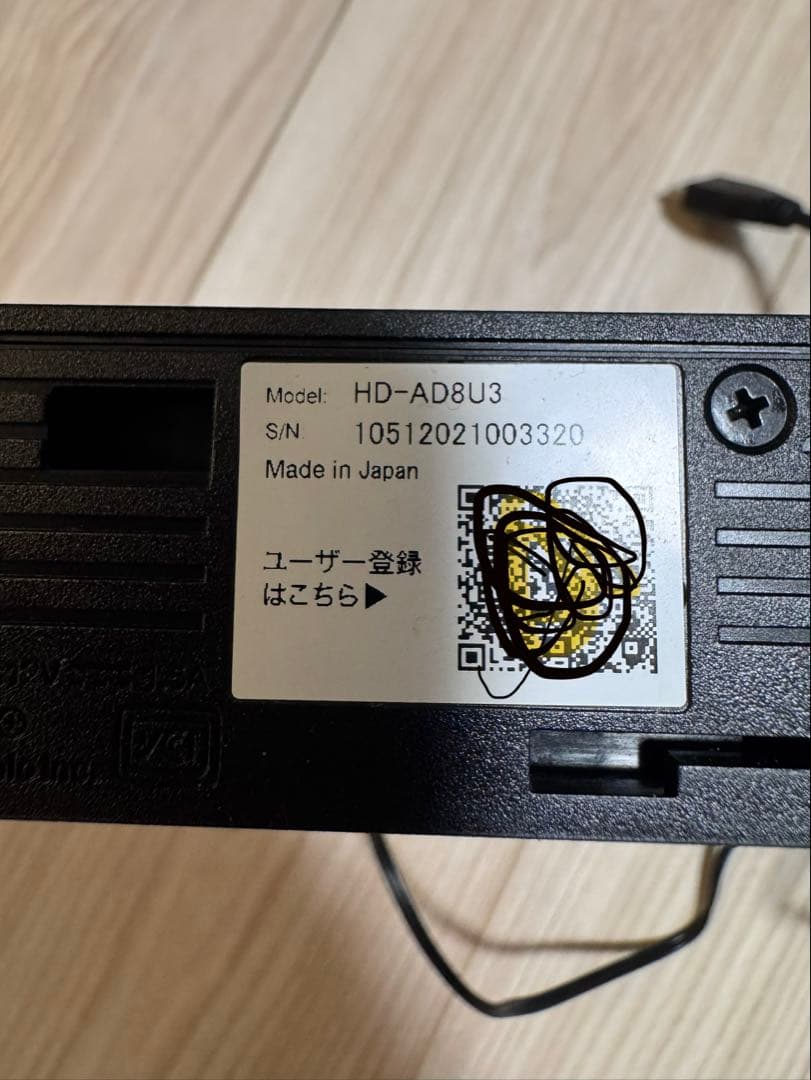 Model: HD-AD8U3
S/N 10512021003320
Made in Japan
ユーザー登録
はこちら▶